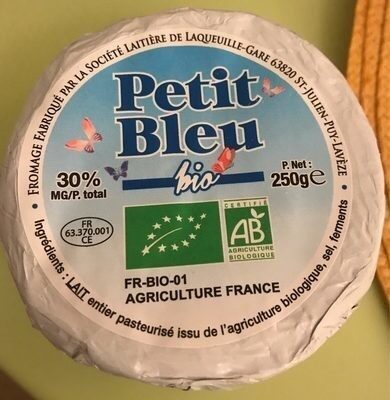 • FROMAGE FABRIQUÉ PAR LA SOCIÉTÉ LAITIÈRE DE LAQUEUILLE-GARE 63820 ST-JULIEN-PUY-LAVÈZE •
Petit
Bleu
bio
30%
MG/P. total
P. Net :
250g℮
FR
63.370.001
CE
CERTIFIÉ
AB
AGRICULTURE
BIOLOGIQUE
FR-BIO-01
AGRICULTURE FRANCE
Ingrédients : LAIT entier pasteurisé issu de l'agriculture biologique, sel, ferments